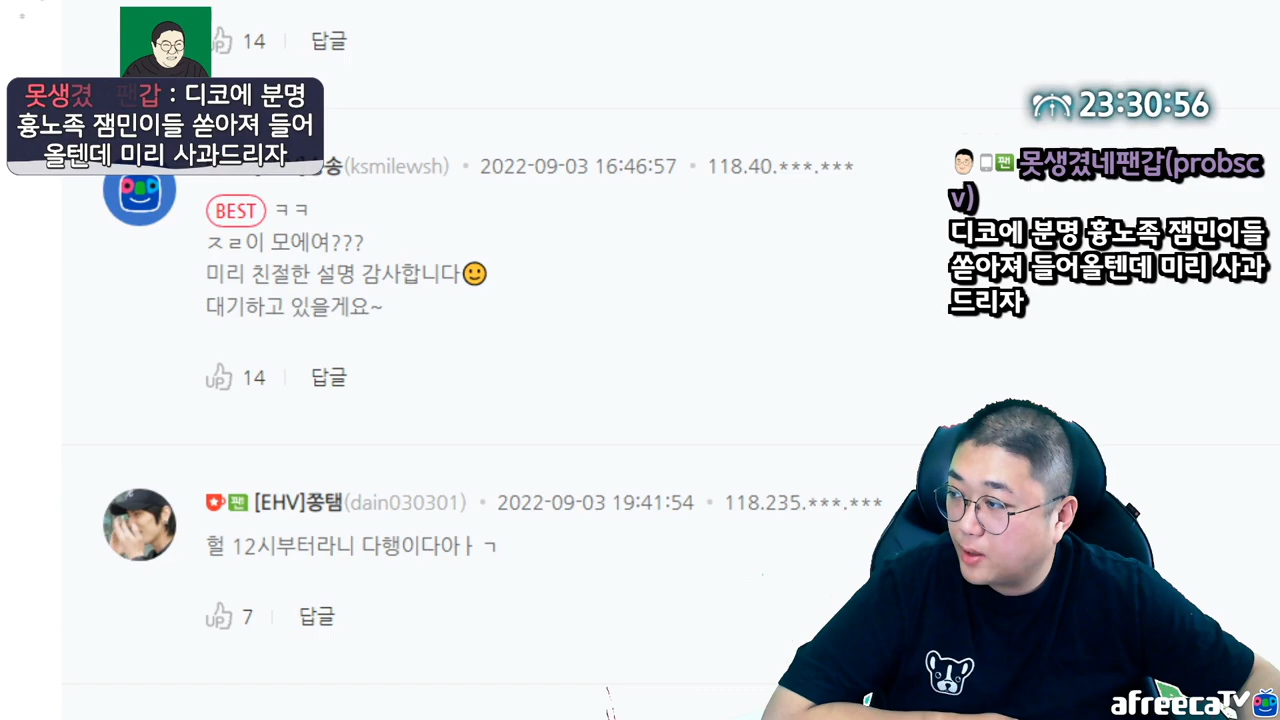 UP 14 답글
못생겼 팬갑 : 디코에 분명
흉노족 잼민이들 쏟아져 들어
올텐데 미리 사과드리자
송(ksmilewsh) • 2022-09-03 16:46:57 • 118.40.***.***
BEST ㅋㅋ
ㅈㄹ이 모에여???
미리 친절한 설명 감사합니다🙂
대기하고 있을게요~
UP 14 답글
팬 [EHV]쫑탬(dain030301) • 2022-09-03 19:41:54 • 118.235.***.***
헐 12시부터라니 다행이다아ㅏ ㄱ
UP 7 답글
23:30:56
팬 못생겼네팬갑(probsc
v)
디코에 분명 흉노족 잼민이들
쏟아져 들어올텐데 미리 사과
드리자
afreecaTV